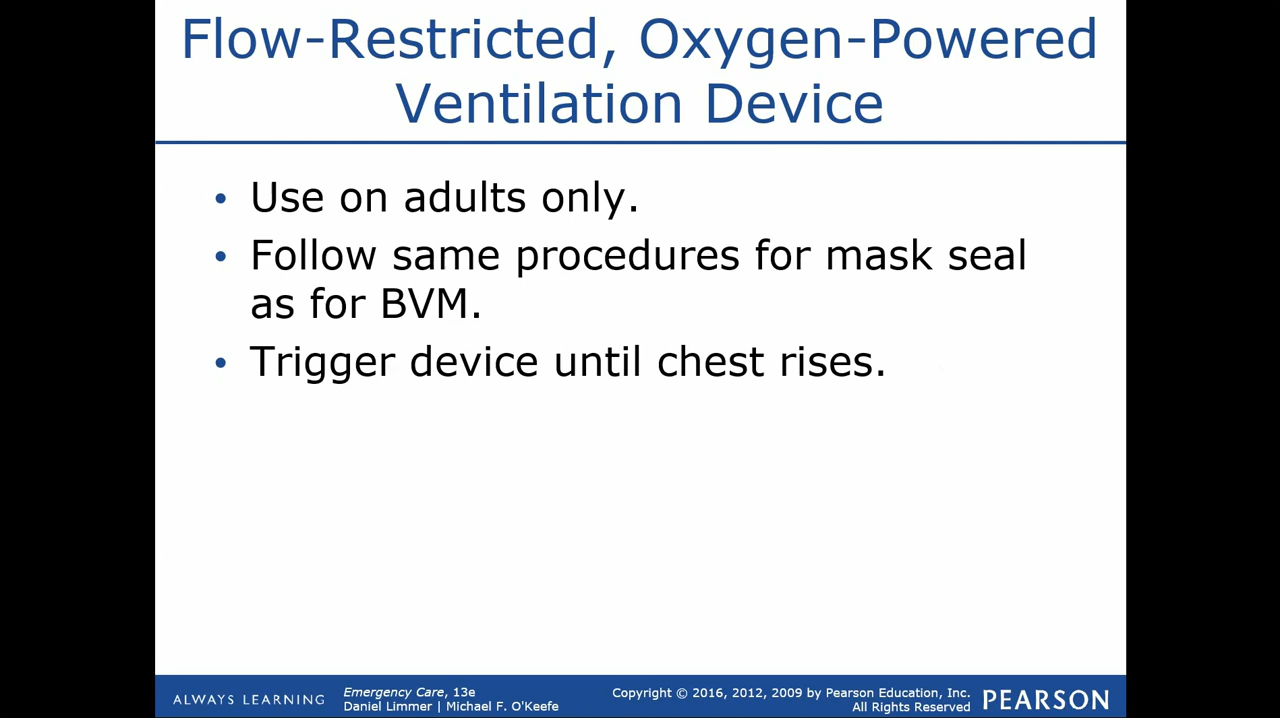 Flow-Restricted, Oxygen-Powered
Ventilation Device
• Use on adults only.
• Follow same procedures for mask seal
as for BVM.
• Trigger device until chest rises.
ALWAYS LEARNING
Emergency Care, 13e
Daniel Limmer | Michael F. O'Keefe
Copyright © 2016, 2012, 2009 by Pearson Education, Inc.
All Rights Reserved
PEARSON